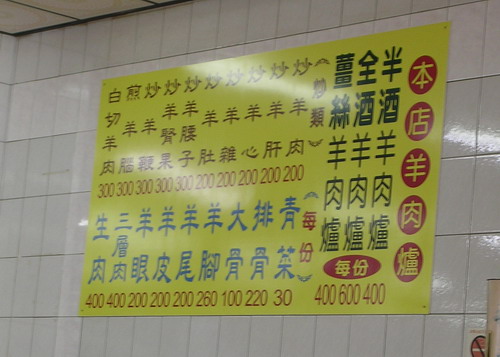 本店羊肉爐
半酒羊肉爐
全酒羊肉爐
薑絲羊肉爐
每份
400 600 400
（炒類）
炒羊肉
炒羊肝
炒羊心
炒羊雜
炒羊肚
炒羊腰子
炒羊腎果
炒羊鞭
煎羊腦
白切羊肉
300 300 300 300 200 200 200 200 200 200
（每份）
青菜
排骨
大骨
羊腳
羊尾
羊皮
羊眼
三層肉
生肉
400 400 200 200 200 260 100 220 30